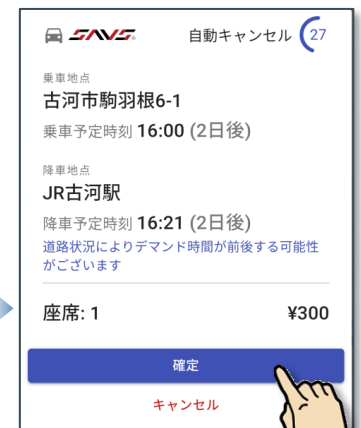 SAVS 自動キャンセル 27
乗車地点
古河市駒羽根6-1
乗車予定時刻 16:00 (2日後)
降車地点
JR古河駅
降車予定時刻 16:21 (2日後)
道路状況によりデマンド時間が前後する可能性
がございます
座席: 1 ¥300
確定
キャンセル